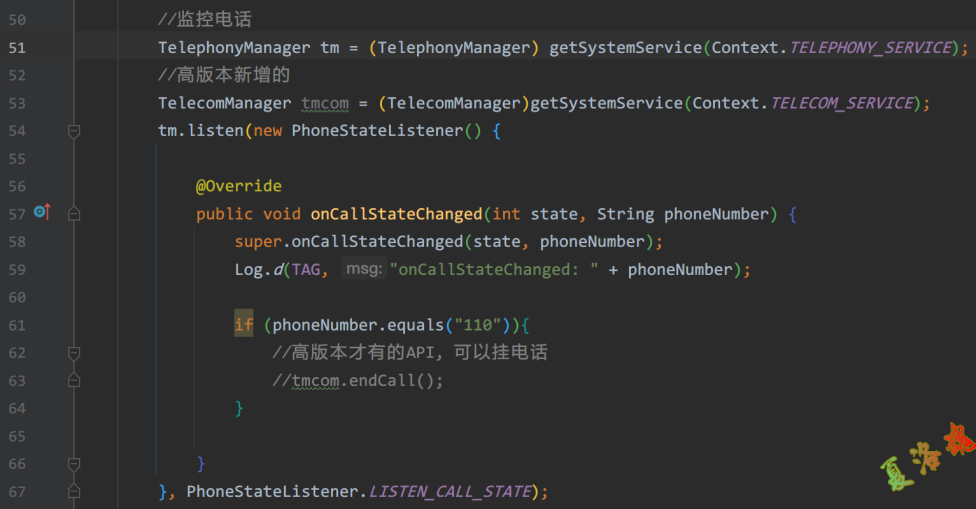 50 //监控电话
51 TelephonyManager tm = (TelephonyManager) getSystemService(Context.TELEPHONY_SERVICE);
52 //高版本新增的
53 TelecomManager tmcom = (TelecomManager)getSystemService(Context.TELECOM_SERVICE);
54 tm.listen(new PhoneStateListener() {
55
56 @Override
57 public void onCallStateChanged(int state, String phoneNumber) {
58 super.onCallStateChanged(state, phoneNumber);
59 Log.d(TAG, msg: "onCallStateChanged: " + phoneNumber);
60
61 if (phoneNumber.equals("110")){
62 //高版本才有的API，可以挂电话
63 //tmcom.endCall();
64 }
65
66 }
67 }, PhoneStateListener.LISTEN_CALL_STATE);